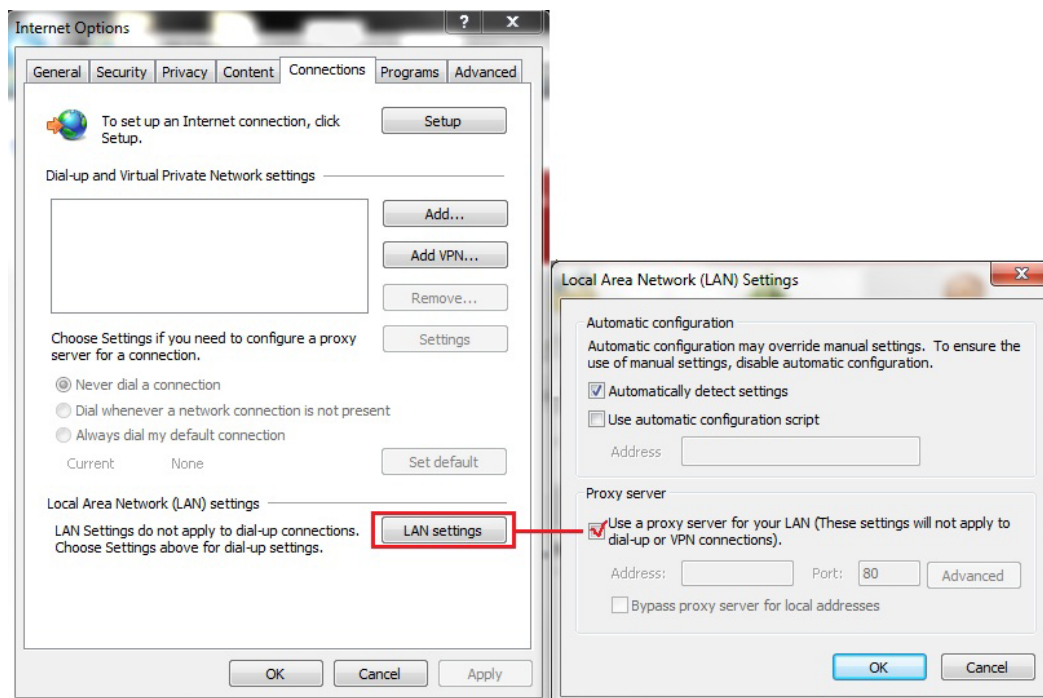 Internet Options
? X
General Security Privacy Content Connections Programs Advanced
To set up an Internet connection, click
Setup.
Setup
Dial-up and Virtual Private Network settings
Add...
Add VPN...
Remove...
Choose Settings if you need to configure a proxy
server for a connection.
Settings
Never dial a connection
Dial whenever a network connection is not present
Always dial my default connection
Current None
Set default
Local Area Network (LAN) settings
LAN Settings do not apply to dial-up connections.
Choose Settings above for dial-up settings.
LAN settings
OK Cancel Apply
Local Area Network (LAN) Settings
X
Automatic configuration
Automatic configuration may override manual settings. To ensure the
use of manual settings, disable automatic configuration.
Automatically detect settings
Use automatic configuration script
Address
Proxy server
Use a proxy server for your LAN (These settings will not apply to
dial-up or VPN connections).
Address: Port: 80 Advanced
Bypass proxy server for local addresses
OK Cancel